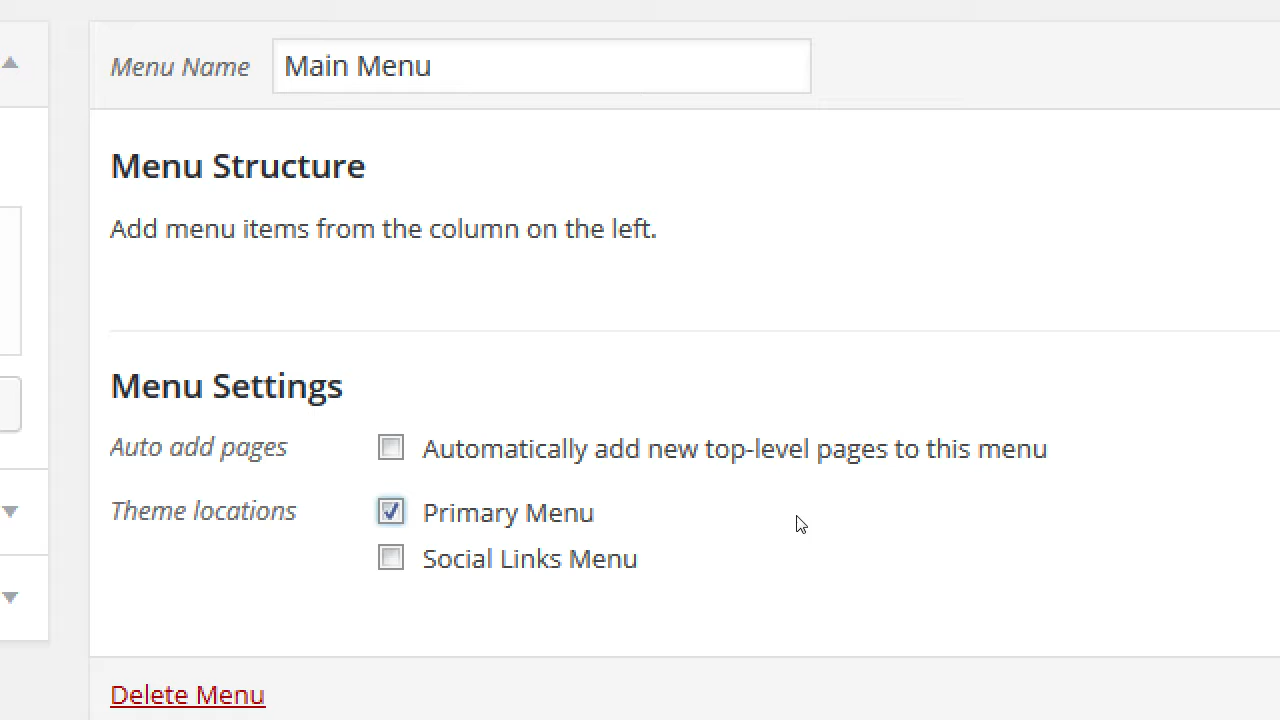 Menu Name Main Menu
Menu Structure
Add menu items from the column on the left.
Menu Settings
Auto add pages Automatically add new top-level pages to this menu
Theme locations Primary Menu
Social Links Menu
Delete Menu